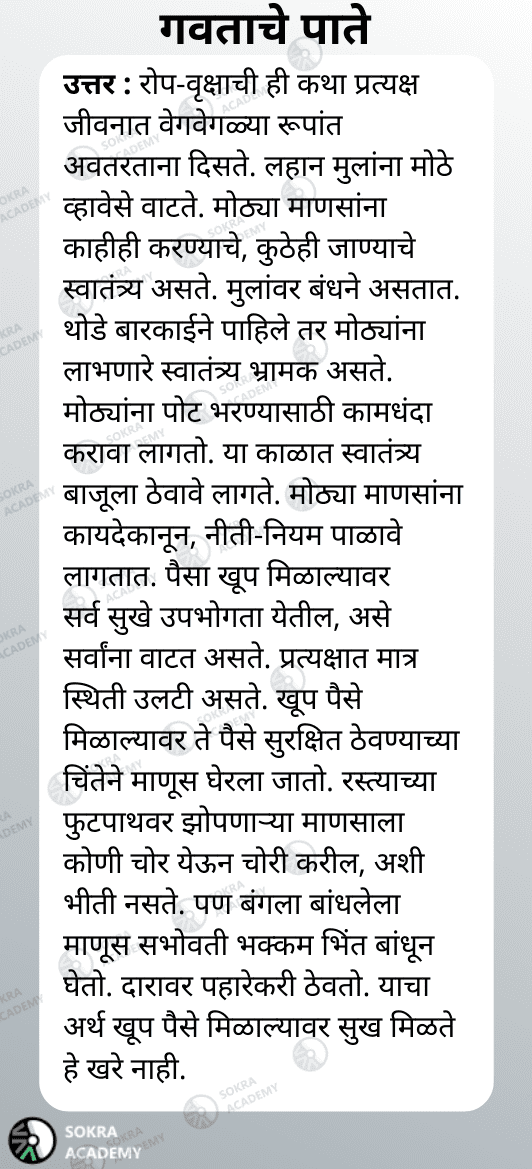 गवताचे पाते
उत्तर : रोप-वृक्षाची ही कथा प्रत्यक्ष
जीवनात वेगवेगळ्या रूपांत
अवतरताना दिसते. लहान मुलांना मोठे
व्हावेसे वाटते. मोठ्या माणसांना
काहीही करण्याचे, कुठेही जाण्याचे
स्वातंत्र्य असते. मुलांवर बंधने असतात.
थोडे बारकाईने पाहिले तर मोठ्यांना
लाभणारे स्वातंत्र्य भ्रामक असते.
मोठ्यांना पोट भरण्यासाठी कामधंदा
करावा लागतो. या काळात स्वातंत्र्य
बाजूला ठेवावे लागते. मोठ्या माणसांना
कायदेकानून, नीती-नियम पाळावे
लागतात. पैसा खूप मिळाल्यावर
सर्व सुखे उपभोगता येतील, असे
सर्वांना वाटत असते. प्रत्यक्षात मात्र
स्थिती उलटी असते. खूप पैसे
मिळाल्यावर ते पैसे सुरक्षित ठेवण्याच्या
चिंतेने माणूस घेरला जातो. रस्त्याच्या
फुटपाथवर झोपणाऱ्या माणसाला
कोणी चोर येऊन चोरी करील, अशी
भीती नसते. पण बंगला बांधलेला
माणूस सभोवती भक्कम भिंत बांधून
घेतो. दारावर पहारेकरी ठेवतो. याचा
अर्थ खूप पैसे मिळाल्यावर सुख मिळते
हे खरे नाही.
SOKRA
ACADEMY